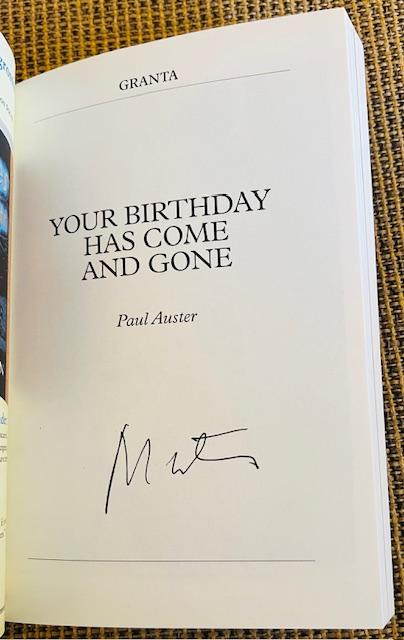 GRANTA
YOUR BIRTHDAY
HAS COME
AND GONE
Paul Auster